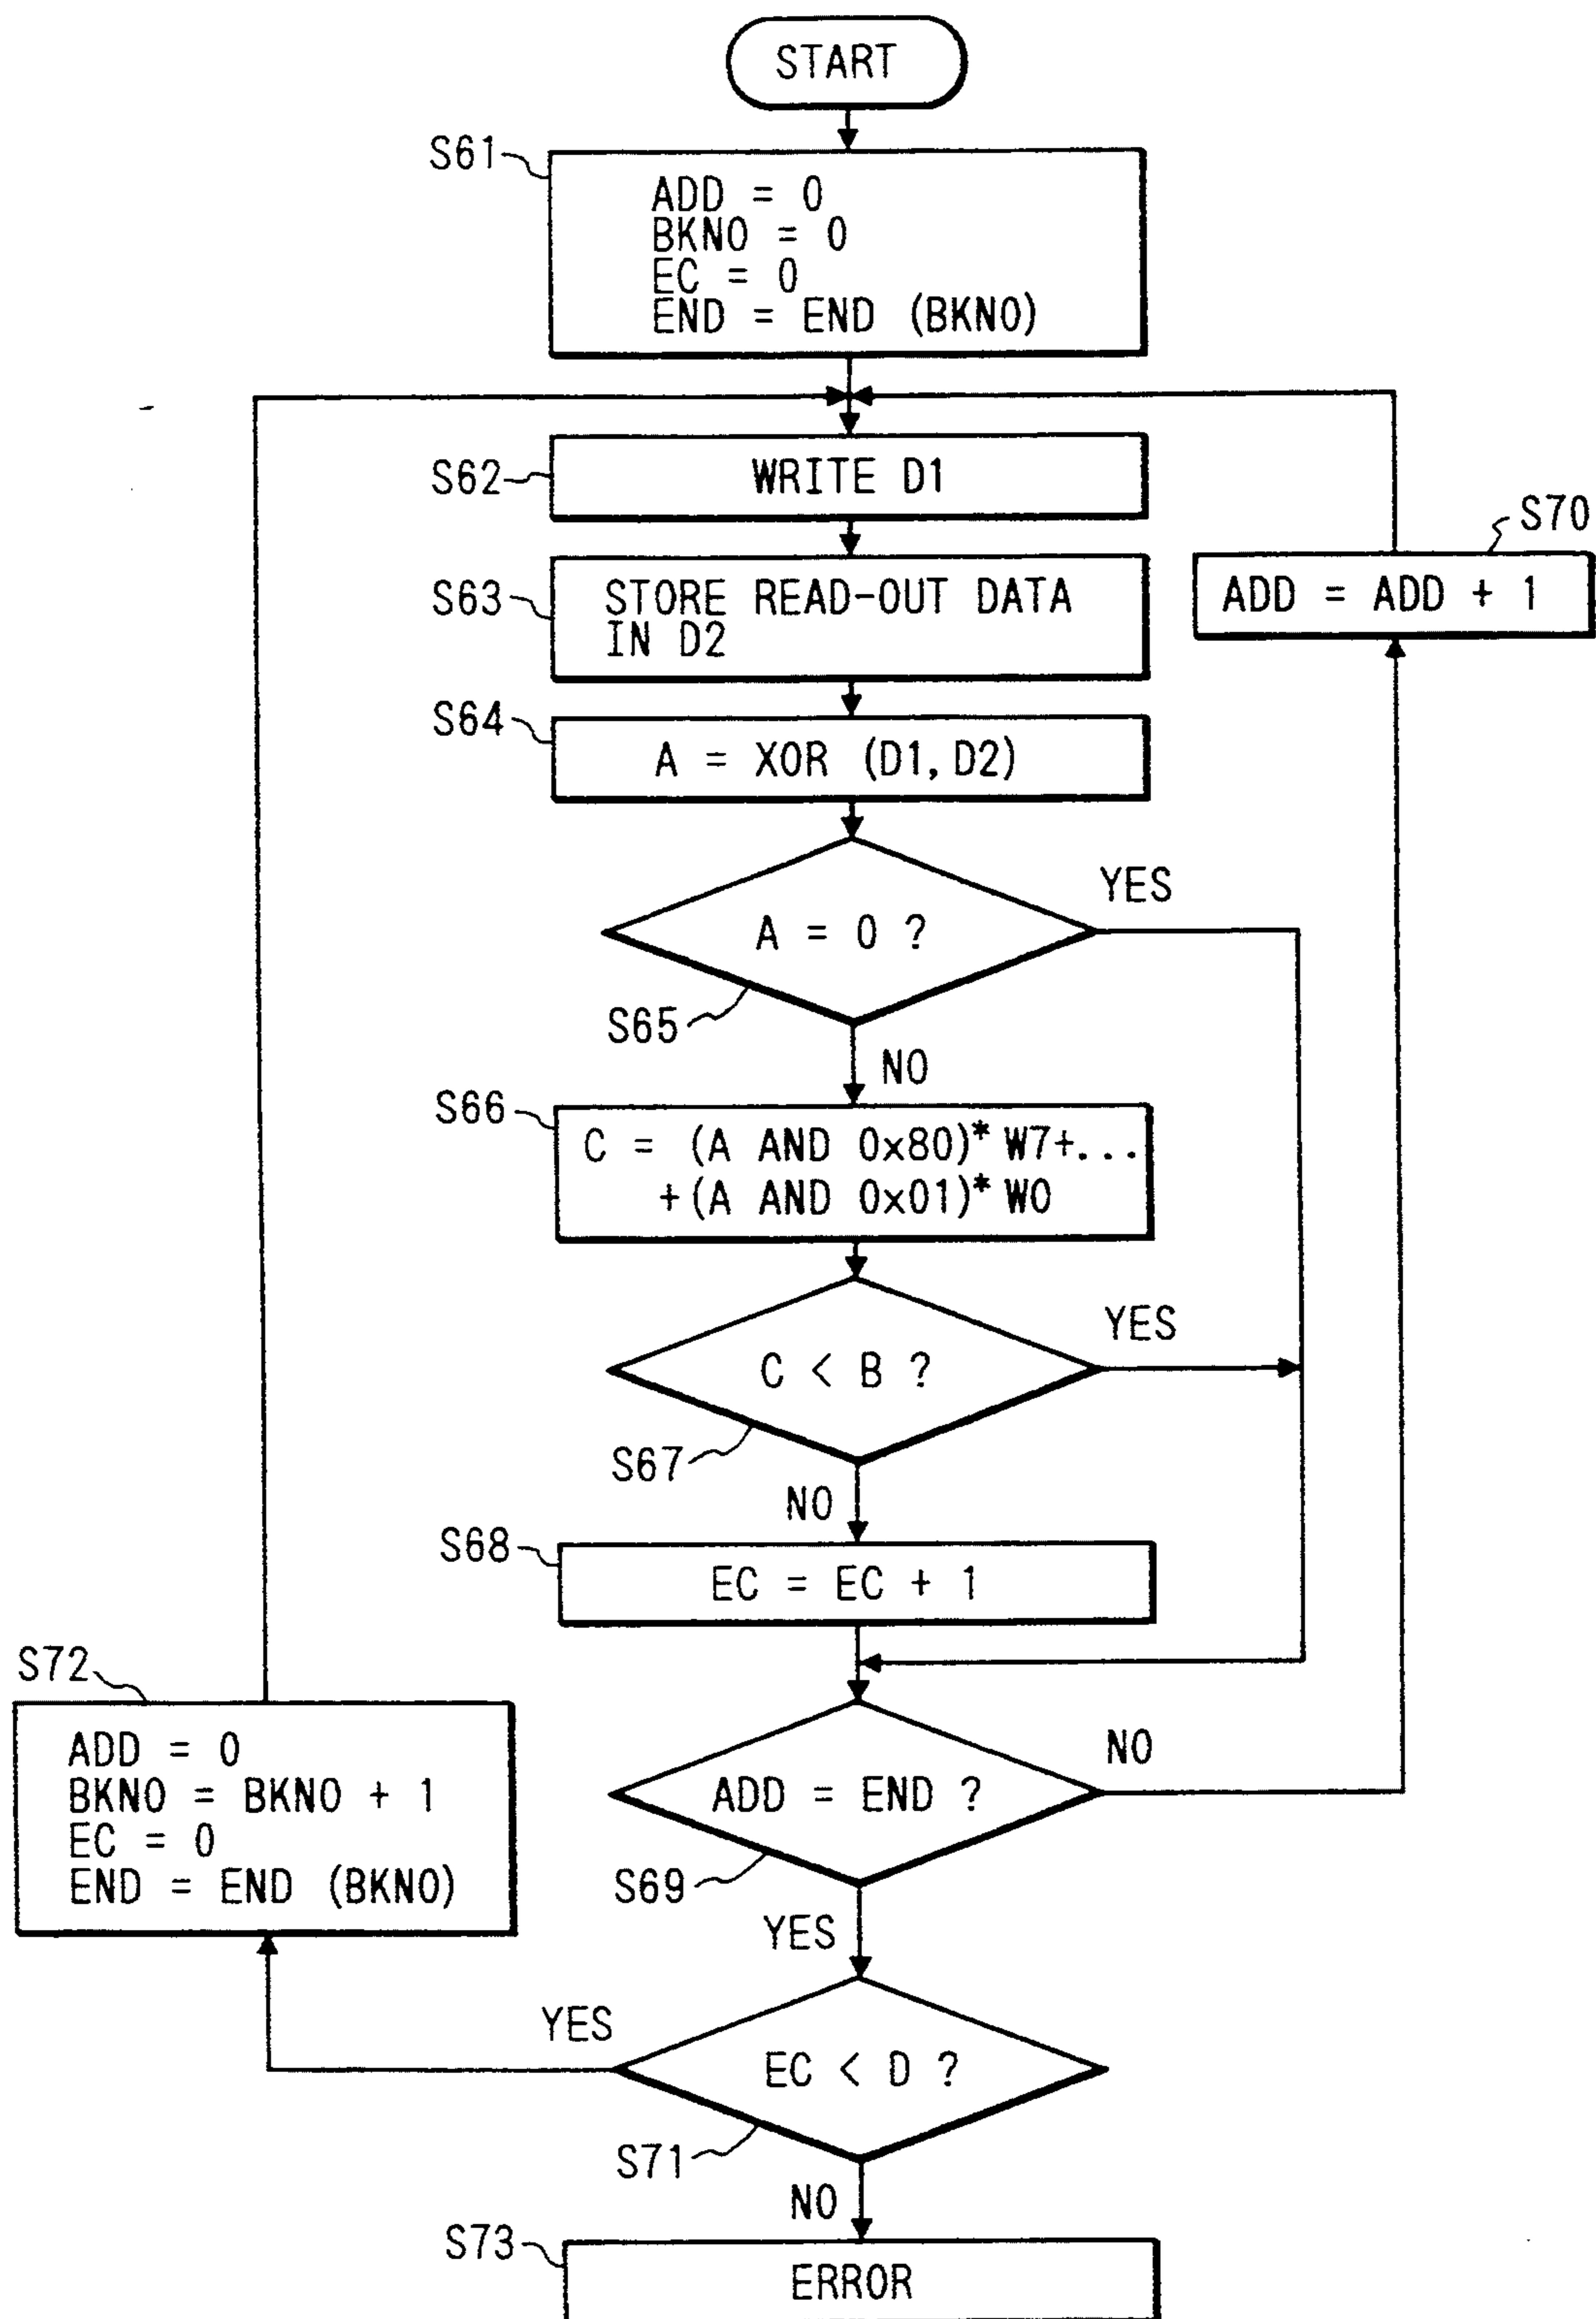 START
S61
ADD = 0
BKNO = 0
EC = 0
END = END (BKNO)
S62
WRITE D1
S70
ADD = ADD + 1
S63
STORE READ-OUT DATA
IN D2
S64
A = XOR (D1, D2)
YES
A = 0 ?
S65
NO
S66
C = (A AND 0x80)* W7+...
+(A AND 0x01)* W0
YES
C < B ?
S67
NO
S68
EC = EC + 1
S72
ADD = 0
BKNO = BKNO + 1
EC = 0
END = END (BKNO)
NO
ADD = END ?
S69
YES
YES
EC < D ?
S71
NO
S73
ERROR